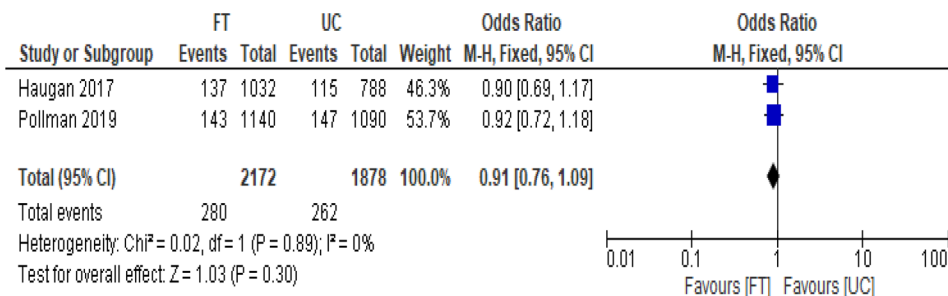 FT UC Odds Ratio Odds Ratio
Study or Subgroup Events Total Events Total Weight M-H, Fixed, 95% CI M-H, Fixed, 95% CI
Haugan 2017 137 1032 115 788 46.3% 0.90 [0.69, 1.17]
Pollman 2019 143 1140 147 1090 53.7% 0.92 [0.72, 1.18]
Total (95% CI) 2172 1878 100.0% 0.91 [0.76, 1.09]
Total events 280 262
Heterogeneity: Chi² = 0.02, df = 1 (P = 0.89); I² = 0%
Test for overall effect: Z = 1.03 (P = 0.30)
0.01 0.1 1 10 100
Favours [FT] Favours [UC]